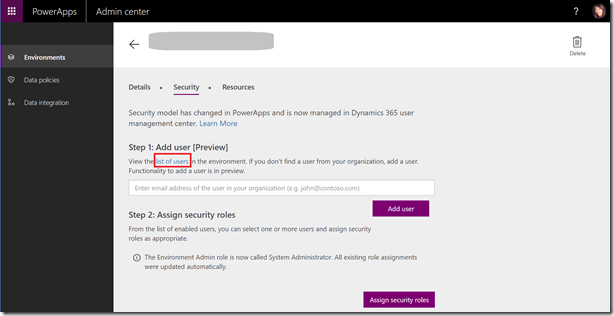 PowerApps Admin center ?
Delete
Environments
Data policies
Data integration
Details • Security • Resources
Security model has changed in PowerApps and is now managed in Dynamics 365 user
management center. Learn More
Step 1: Add user [Preview]
View the list of users in the environment. If you don't find a user from your organization, add a user.
Functionality to add a user is in preview.
Enter email address of the user in your organization (e.g. john@contoso.com)
Add user
Step 2: Assign security roles
From the list of enabled users, you can select one or more users and assign security
roles as appropriate.
The Environment Admin role is now called System Administrator. All existing role assignments
were updated automatically.
Assign security roles